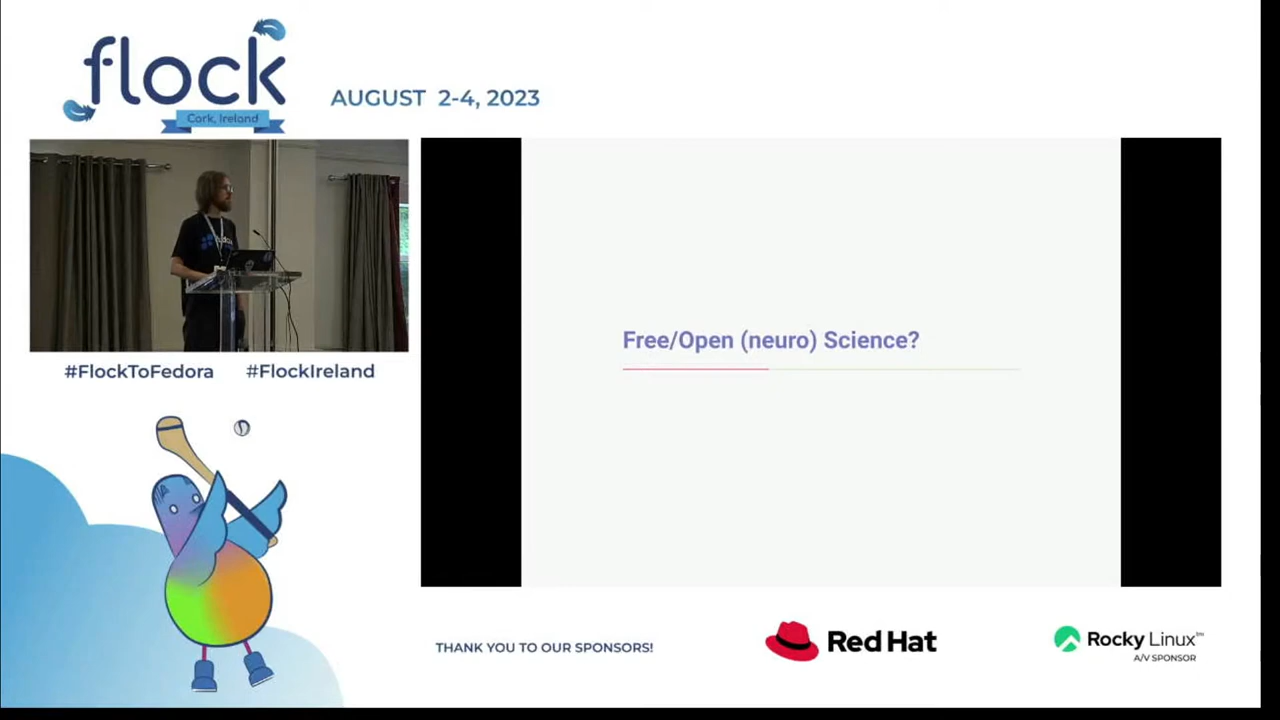 flock
Cork, Ireland
AUGUST 2-4, 2023
#FlockToFedora #FlockIreland
Free/Open (neuro) Science?
THANK YOU TO OUR SPONSORS!
Red Hat
Rocky Linux™
A/V SPONSOR